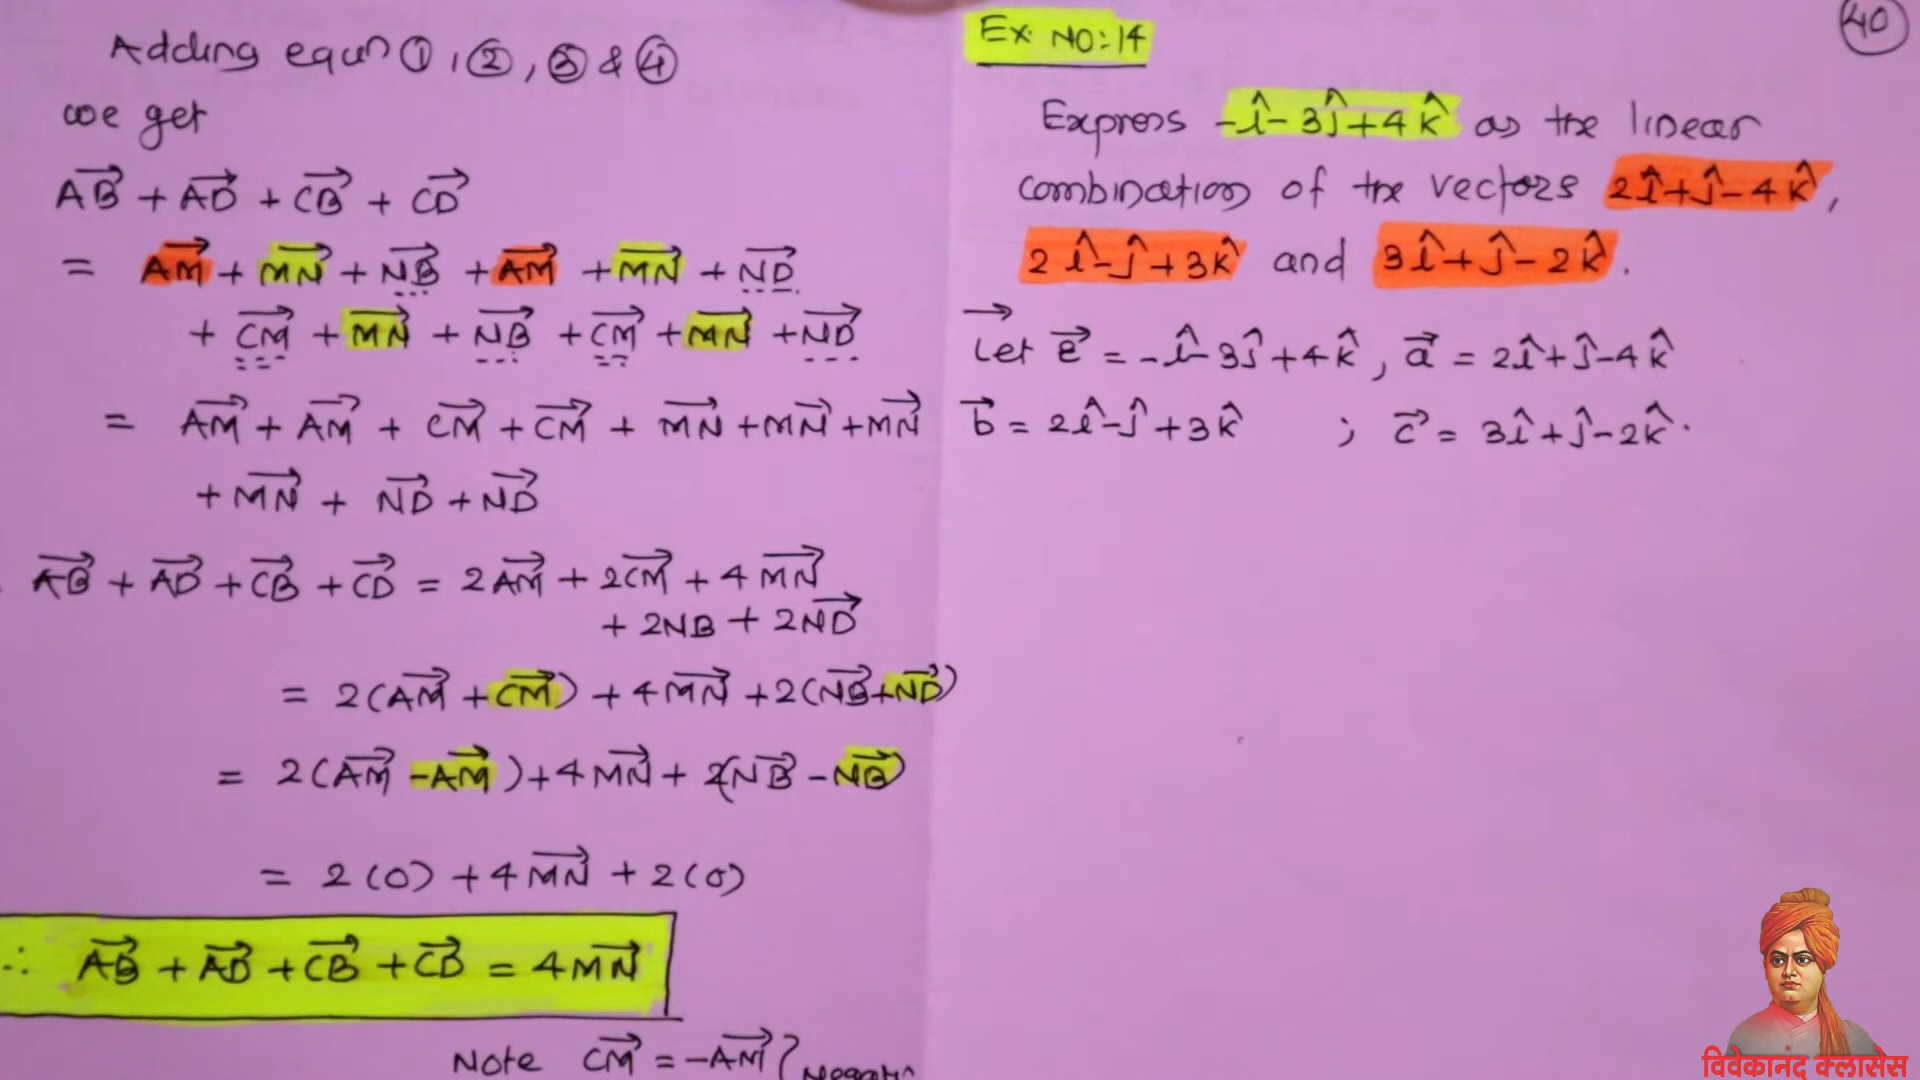 Adding equn ①, ②, ③ & ④
we get
AB⃗ + AD⃗ + CB⃗ + CD⃗
= AM⃗ + MN⃗ + NB⃗ + AM⃗ + MN⃗ + ND⃗
+ CM⃗ + MN⃗ + NB⃗ + CM⃗ + MN⃗ + ND⃗
= AM⃗ + AM⃗ + CM⃗ + CM⃗ + MN⃗ + MN⃗ + MN⃗
+ MN⃗ + ND⃗ + ND⃗
AB⃗ + AD⃗ + CB⃗ + CD⃗ = 2AM⃗ + 2CM⃗ + 4MN⃗
+ 2NB + 2ND⃗
= 2(AM⃗ + CM⃗) + 4MN⃗ + 2(NB⃗ + ND⃗)
= 2(AM⃗ - AM⃗) + 4MN⃗ + 2(NB⃗ - NB⃗)
= 2(0) + 4MN⃗ + 2(0)
∴ AB⃗ + AD⃗ + CB⃗ + CD⃗ = 4MN⃗
Note CM⃗ = -AM⃗ }
40
Ex. NO: 14
Express -î - 3ĵ + 4k̂ as the linear
combination of the vectors 2î + ĵ - 4k̂,
2î - ĵ + 3k̂ and 3î + ĵ - 2k̂.
→
Let e⃗ = -î - 3ĵ + 4k̂, a⃗ = 2î + ĵ - 4k̂
b⃗ = 2î - ĵ + 3k̂ ; c⃗ = 3î + ĵ - 2k̂.
विवेकानंद क्लासेस